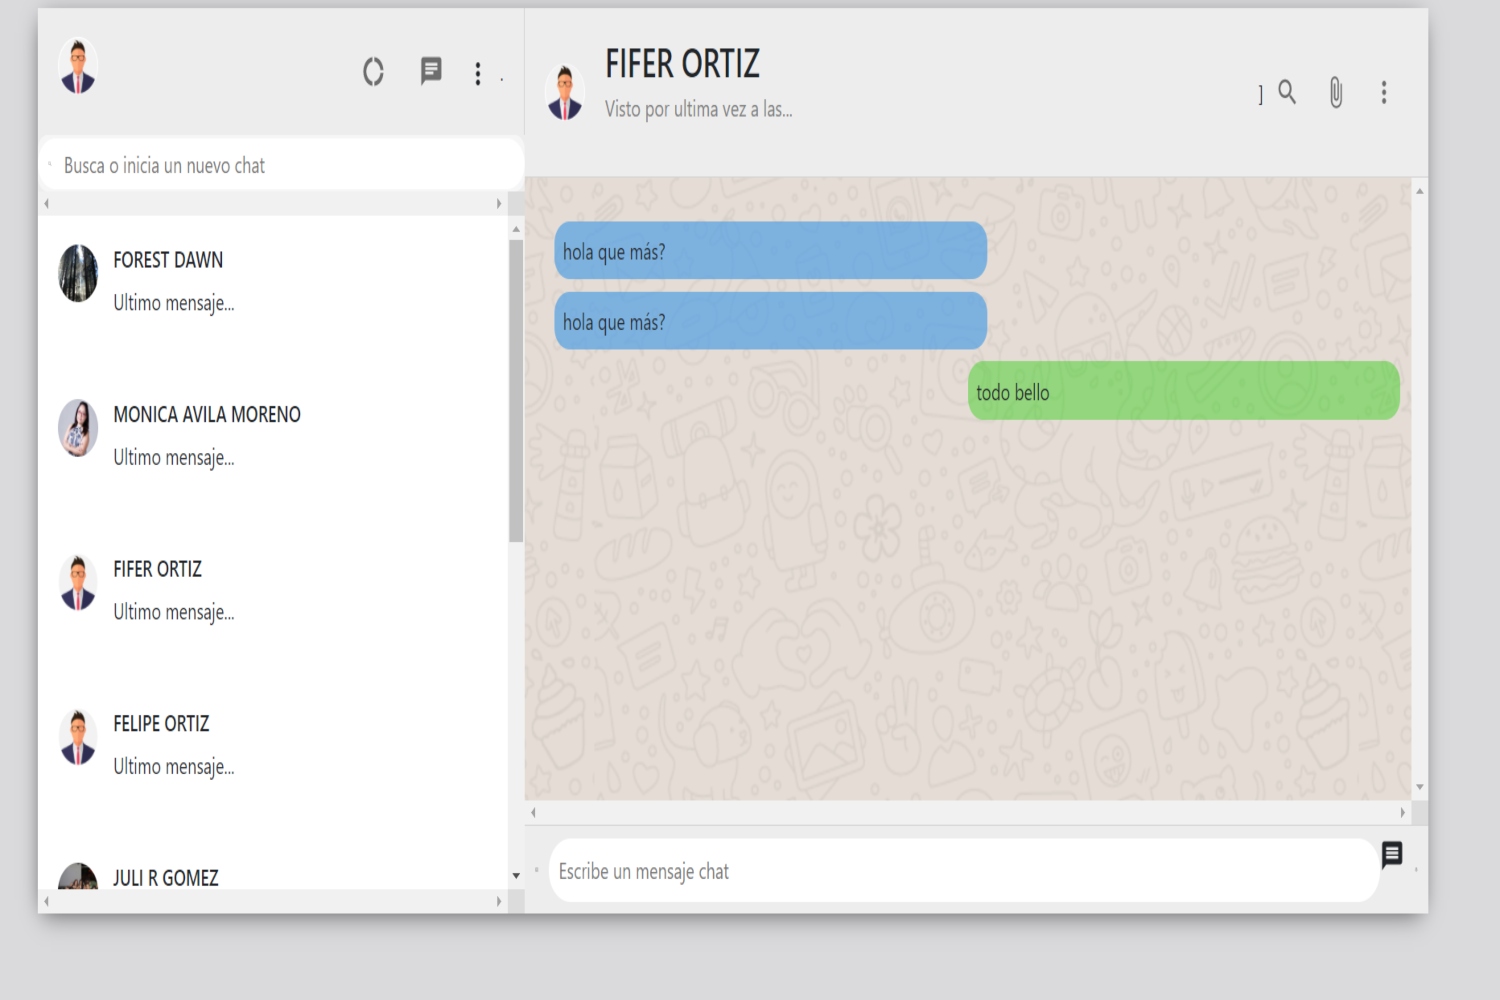 Busca o inicia un nuevo chat
FOREST DAWN
Ultimo mensaje...
MONICA AVILA MORENO
Ultimo mensaje...
FIFER ORTIZ
Ultimo mensaje...
FELIPE ORTIZ
Ultimo mensaje...
JULI R GOMEZ
FIFER ORTIZ
Visto por ultima vez a las...
]
hola que más?
hola que más?
todo bello
Escribe un mensaje chat